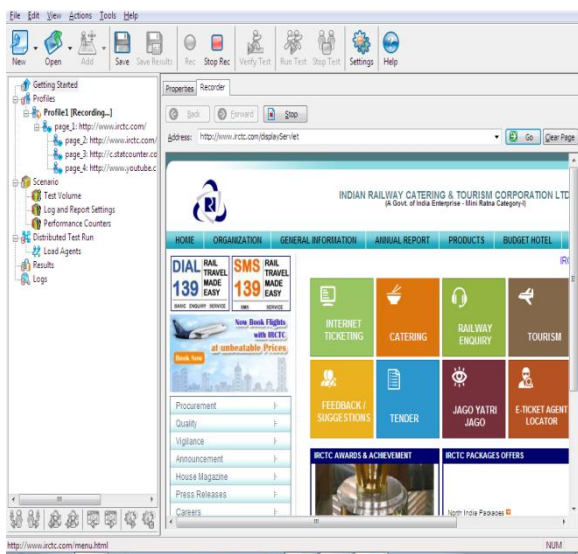 File Edit View Actions Tools Help
New Open Add Save Save Results Rec Stop Rec Verify Test Run Test Stop Test Settings Help
Getting Started
Profiles
Profile1 [Recording...]
page_1: http://www.irctc.com/
page_2: http://www.irctc.com/
page_3: http://c.statcounter.co
page_4: http://www.youtube.c
Scenario
Test Volume
Log and Report Settings
Performance Counters
Distributed Test Run
Load Agents
Results
Logs
Properties Recorder
Back Forward Stop
Address: http://www.irctc.com/displayServlet Go Clear Page
INDIAN RAILWAY CATERING & TOURISM CORPORATION LTD
(A Govt. of India Enterprise - Mini Ratna Category-I)
HOME ORGANIZATION GENERAL INFORMATION ANNUAL REPORT PRODUCTS BUDGET HOTEL
DIAL 139 RAIL TRAVEL MADE EASY
BASIC ENQUIRY SERVICE
SMS 139 RAIL TRAVEL MADE EASY
SMS SERVICE
Now Book Flights
with IRCTC
at unbeatable Prices
Book Now
Procurement
Quality
Vigilance
Announcement
House Magazine
Press Releases
Careers
INTERNET TICKETING
CATERING
RAILWAY ENQUIRY
TOURISM
FEEDBACK / SUGGESTIONS
TENDER
JAGO YATRI JAGO
E-TICKET AGENT LOCATOR
IRCTC AWARDS & ACHIEVEMENT
IRCTC PACKAGES OFFERS
North India Packages
http://www.irctc.com/menu.html NUM